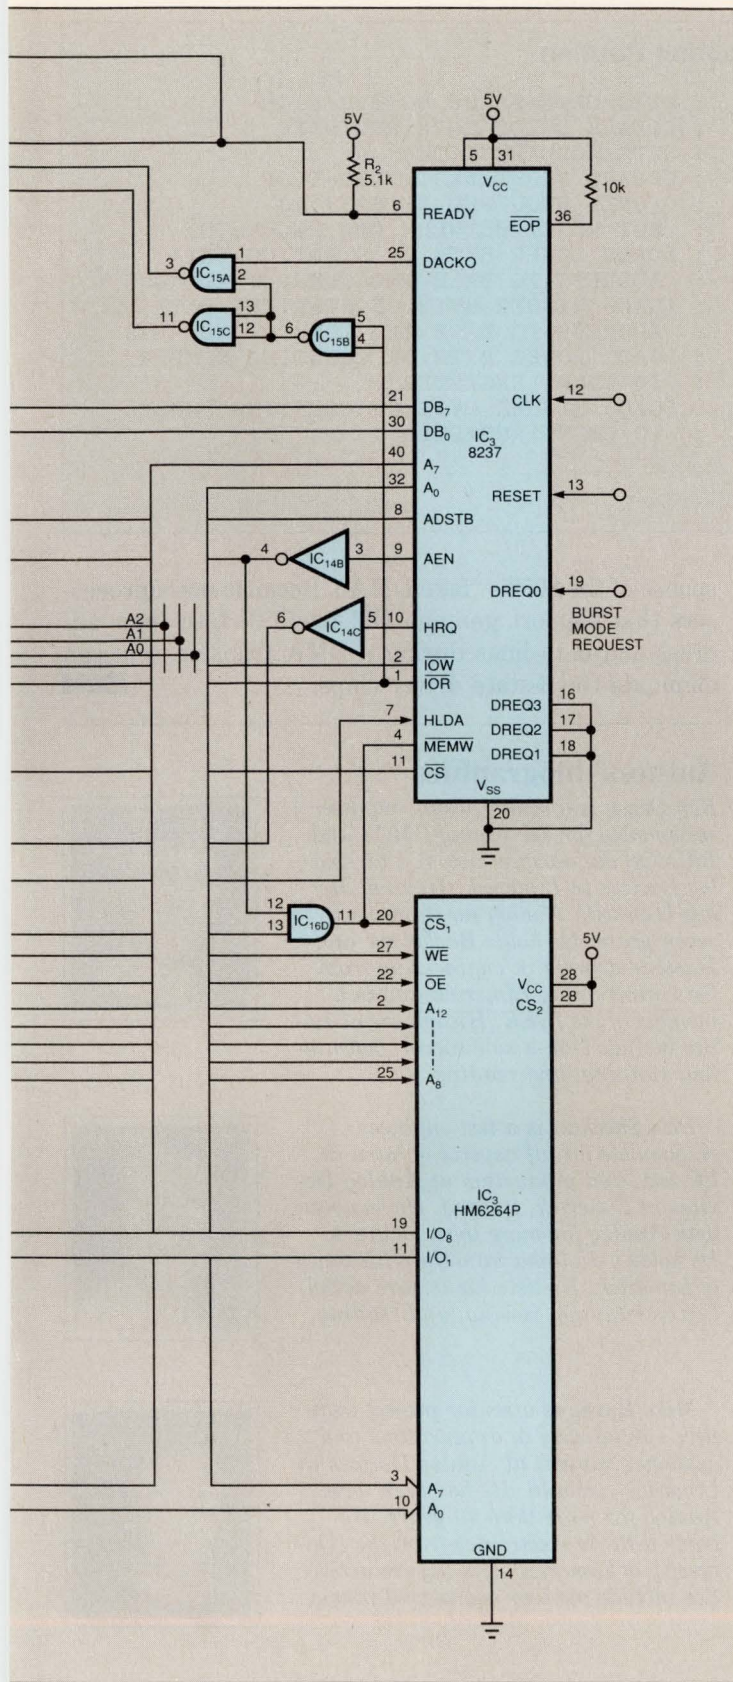 5V
5V
5
31
R2
5.1k
VCC
10k
6
READY
36
EOP
25
DACKO
3
IC15A
1
2
11
IC15C
13
12
6
IC15B
5
4
21
DB7
CLK
12
30
DB0
IC3
8237
40
A7
32
A0
RESET
13
8
ADSTB
4
IC14B
3
9
AEN
DREQ0
19
BURST
MODE
REQUEST
6
IC14C
5
10
HRQ
A2
A1
A0
2
IOW
1
IOR
DREQ3
16
7
HLDA
DREQ2
17
4
MEMW
DREQ1
18
11
CS
VSS
20
12
13
IC16D
11
20
CS1
5V
27
WE
22
OE
VCC
28
CS2
28
2
A12
25
A8
IC3
HM6264P
19
I/O8
11
I/O1
3
A7
10
A0
GND
14